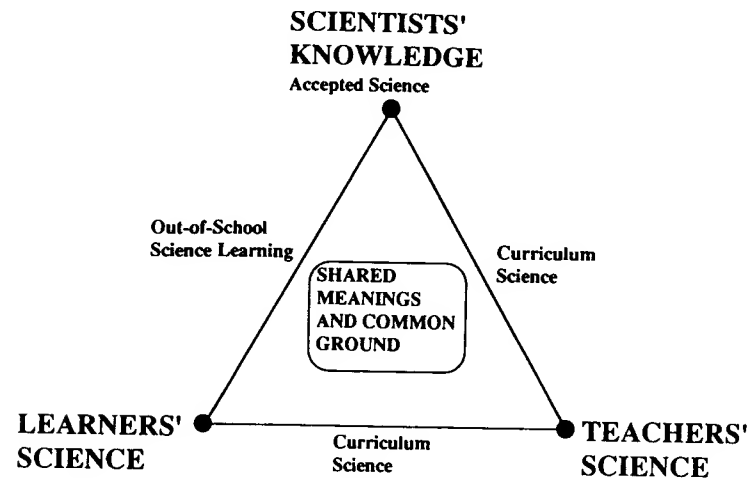 SCIENTISTS'
KNOWLEDGE
Accepted Science
Out-of-School
Science Learning
Curriculum
Science
SHARED
MEANINGS
AND COMMON
GROUND
LEARNERS'
SCIENCE
Curriculum
Science
TEACHERS'
SCIENCE